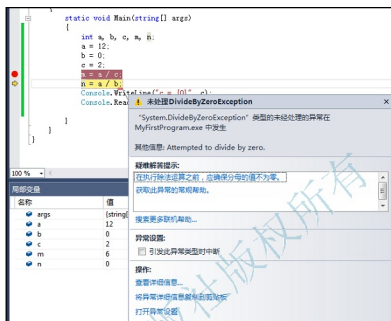 static void Main(string[] args)
{
int a, b, c, m, n;
a = 12;
b = 0;
c = 2;
m = a / c;
n = a / b;
Console.WriteLine("c = {0}", c);
Console.Rea
}
}
}
未处理DivideByZeroException
"System.DivideByZeroException" 类型的未经处理的异常在 MyFirstProgram.exe 中发生
其他信息: Attempted to divide by zero.
疑难解答提示:
在执行除法运算之前，应确保分母的值不为零。
获取此异常的常规帮助。
搜索更多联机帮助...
异常设置:
引发此异常类型时中断
操作:
查看详细信息...
将异常详细信息复制到剪贴板
打开异常设置
100 %
局部变量
名称 值
args {string[
a 12
b 0
c 2
m 6
n 0
社版权所有